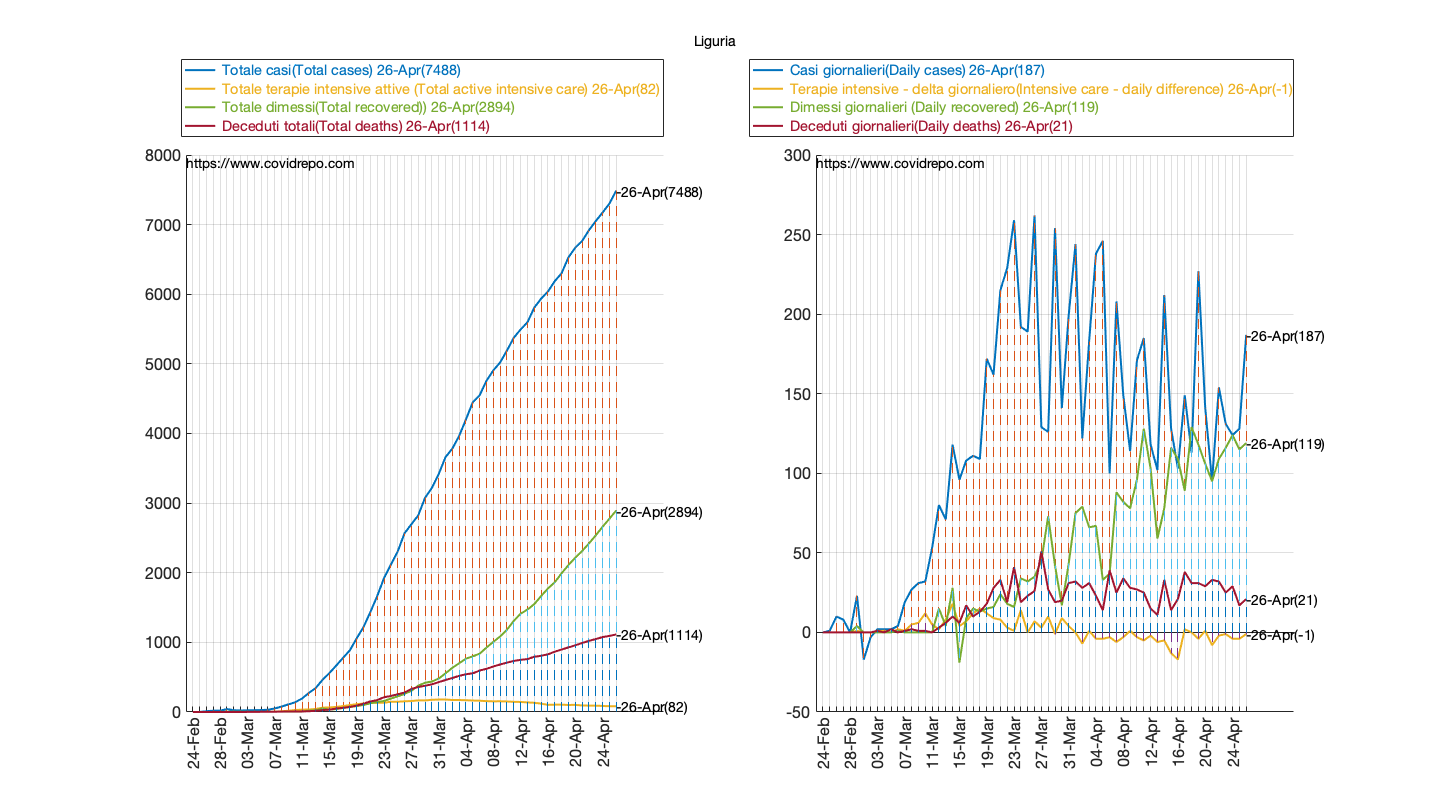 Liguria
Totale casi(Total cases) 26-Apr(7488)
Totale terapie intensive attive (Total active intensive care) 26-Apr(82)
Totale dimessi(Total recovered)) 26-Apr(2894)
Deceduti totali(Total deaths) 26-Apr(1114)
https://www.covidrepo.com
8000
7000
6000
5000
4000
3000
2000
1000
0
26-Apr(7488)
26-Apr(2894)
26-Apr(1114)
26-Apr(82)
24-Feb
28-Feb
03-Mar
07-Mar
11-Mar
15-Mar
19-Mar
23-Mar
27-Mar
31-Mar
04-Apr
08-Apr
12-Apr
16-Apr
20-Apr
24-Apr
Casi giornalieri(Daily cases) 26-Apr(187)
Terapie intensive - delta giornaliero(Intensive care - daily difference) 26-Apr(-1)
Dimessi giornalieri (Daily recovered) 26-Apr(119)
Deceduti giornalieri(Daily deaths) 26-Apr(21)
https://www.covidrepo.com
300
250
200
150
100
50
0
-50
26-Apr(187)
26-Apr(119)
26-Apr(21)
26-Apr(-1)
24-Feb
28-Feb
03-Mar
07-Mar
11-Mar
15-Mar
19-Mar
23-Mar
27-Mar
31-Mar
04-Apr
08-Apr
12-Apr
16-Apr
20-Apr
24-Apr